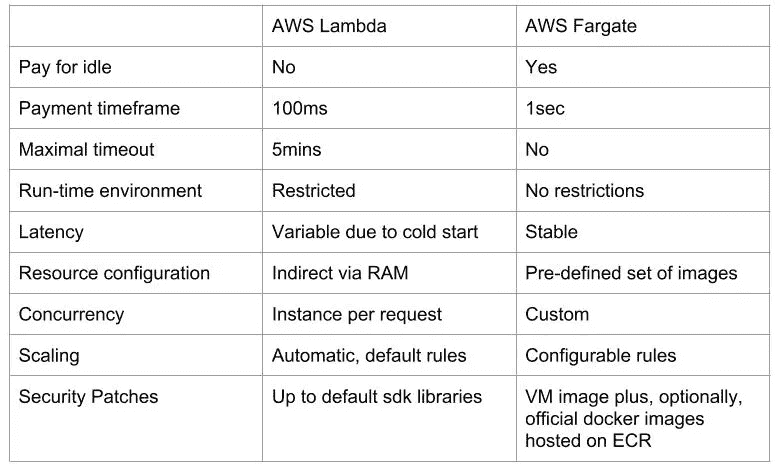 AWS Lambda AWS Fargate
Pay for idle No Yes
Payment timeframe 100ms 1sec
Maximal timeout 5mins No
Run-time environment Restricted No restrictions
Latency Variable due to cold start Stable
Resource configuration Indirect via RAM Pre-defined set of images
Concurrency Instance per request Custom
Scaling Automatic, default rules Configurable rules
Security Patches Up to default sdk libraries VM image plus, optionally,
official docker images
hosted on ECR